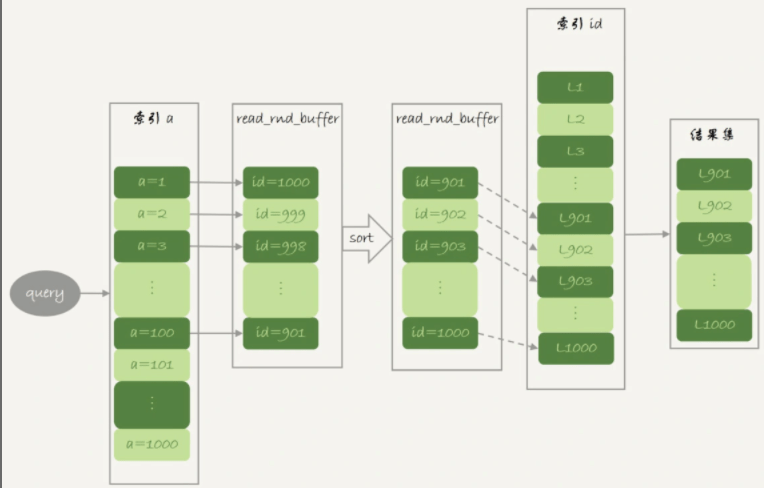 query
索引 a
a=1
a=2
a=3
⋮
a=100
a=101
⋮
a=1000
read_rnd_buffer
id=1000
id=999
id=998
⋮
id=901
sort
read_rnd_buffer
id=901
id=902
id=903
⋮
id=1000
索引 id
L1
L2
L3
⋮
L901
L902
L903
⋮
L1000
结果集
L901
L902
L903
⋮
L1000